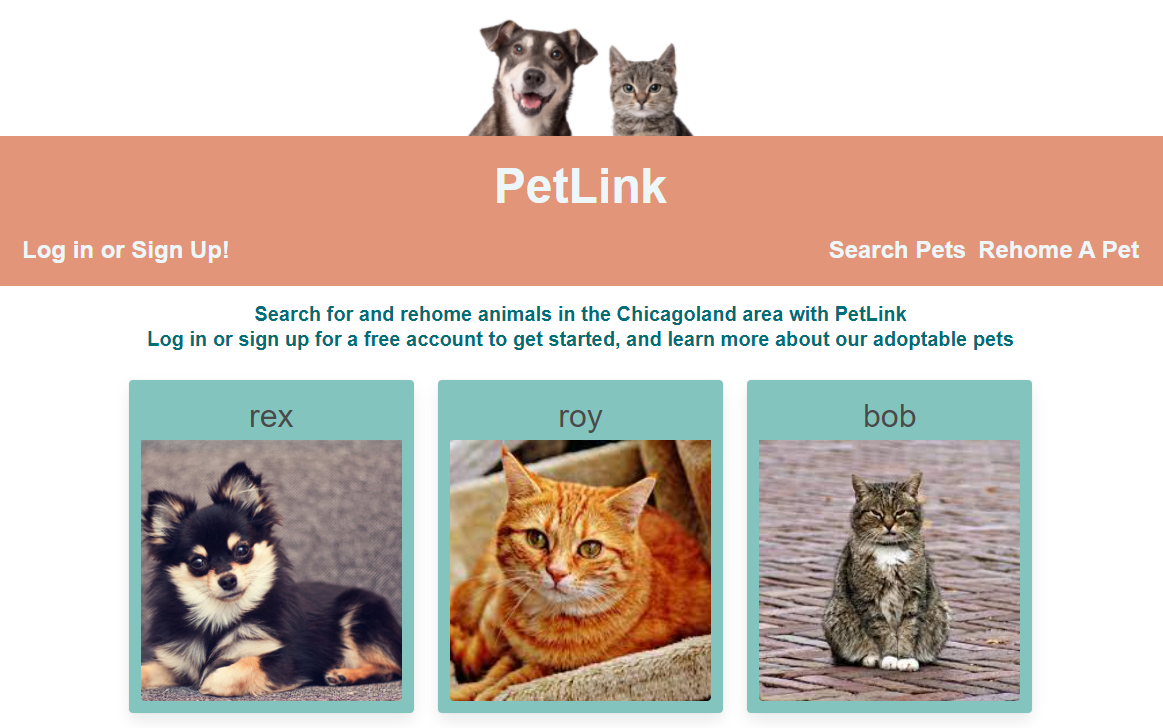 PetLink
Log in or Sign Up!
Search Pets Rehome A Pet
Search for and rehome animals in the Chicagoland area with PetLink
Log in or sign up for a free account to get started, and learn more about our adoptable pets
rex
roy
bob